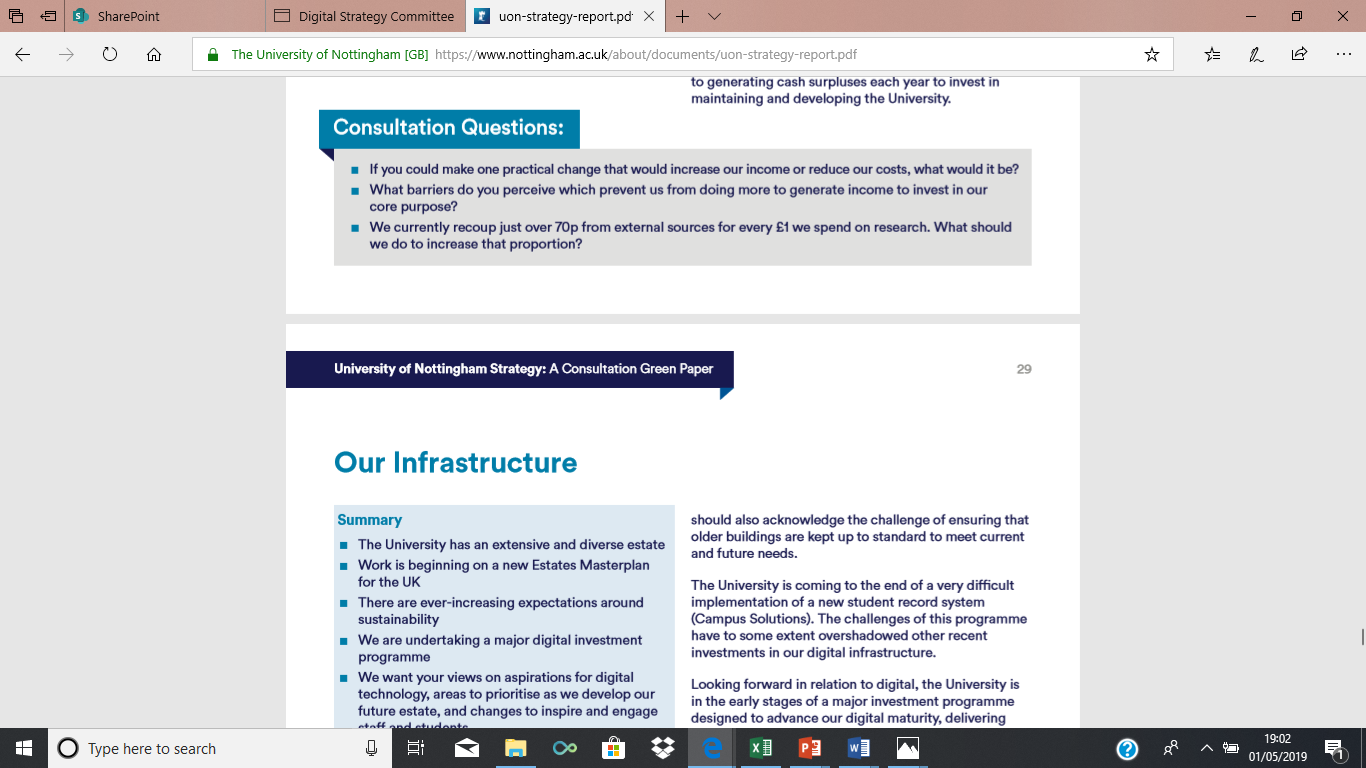 SharePoint
Digital Strategy Committee
uon-strategy-report.pdf
The University of Nottingham [GB] https://www.nottingham.ac.uk/about/documents/uon-strategy-report.pdf
to generating cash surpluses each year to invest in
maintaining and developing the University.
Consultation Questions:
If you could make one practical change that would increase our income or reduce our costs, what would it be?
What barriers do you perceive which prevent us from doing more to generate income to invest in our
core purpose?
We currently recoup just over 70p from external sources for every £1 we spend on research. What should
we do to increase that proportion?
University of Nottingham Strategy: A Consultation Green Paper
29
Our Infrastructure
Summary
The University has an extensive and diverse estate
Work is beginning on a new Estates Masterplan
for the UK
There are ever-increasing expectations around
sustainability
We are undertaking a major digital investment
programme
We want your views on aspirations for digital
technology, areas to prioritise as we develop our
future estate, and changes to inspire and engage
staff and students
should also acknowledge the challenge of ensuring that
older buildings are kept up to standard to meet current
and future needs.
The University is coming to the end of a very difficult
implementation of a new student record system
(Campus Solutions). The challenges of this programme
have to some extent overshadowed other recent
investments in our digital infrastructure.
Looking forward in relation to digital, the University is
in the early stages of a major investment programme
designed to advance our digital maturity, delivering
Type here to search
19:02
01/05/2019
1